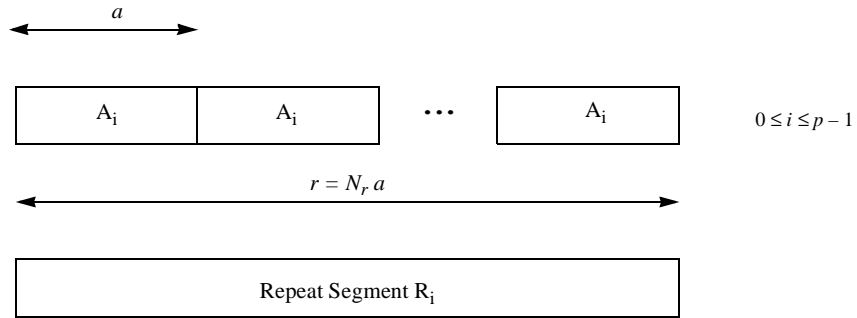 a
A_i A_i ... A_i 0 ≤ i ≤ p – 1
r = N_r a
Repeat Segment R_i